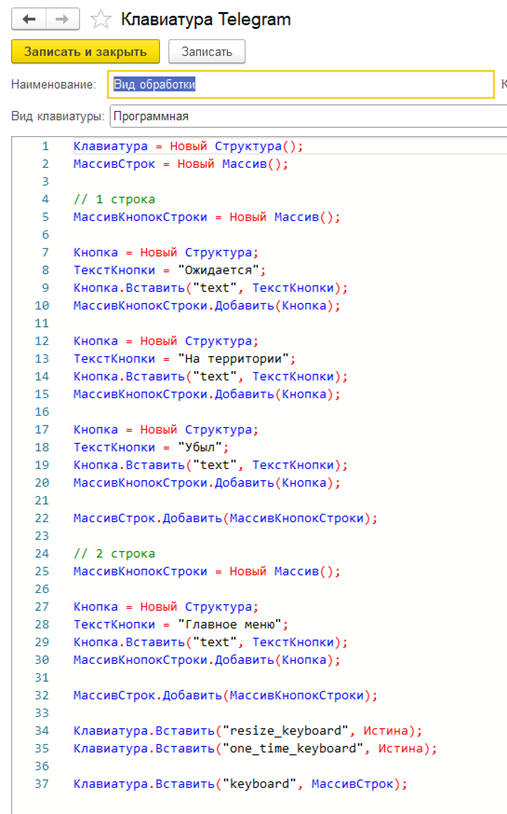 Клавиатура Telegram
Записать и закрыть
Записать
Наименование: Вид обработки К
Вид клавиатуры: Программная
1 Клавиатура = Новый Структура();
2 МассивСтрок = Новый Массив();
3
4 // 1 строка
5 МассивКнопокСтроки = Новый Массив();
6
7 Кнопка = Новый Структура;
8 ТекстКнопки = "Ожидается";
9 Кнопка.Вставить("text", ТекстКнопки);
10 МассивКнопокСтроки.Добавить(Кнопка);
11
12 Кнопка = Новый Структура;
13 ТекстКнопки = "На территории";
14 Кнопка.Вставить("text", ТекстКнопки);
15 МассивКнопокСтроки.Добавить(Кнопка);
16
17 Кнопка = Новый Структура;
18 ТекстКнопки = "Убыл";
19 Кнопка.Вставить("text", ТекстКнопки);
20 МассивКнопокСтроки.Добавить(Кнопка);
21
22 МассивСтрок.Добавить(МассивКнопокСтроки);
23
24 // 2 строка
25 МассивКнопокСтроки = Новый Массив();
26
27 Кнопка = Новый Структура;
28 ТекстКнопки = "Главное меню";
29 Кнопка.Вставить("text", ТекстКнопки);
30 МассивКнопокСтроки.Добавить(Кнопка);
31
32 МассивСтрок.Добавить(МассивКнопокСтроки);
33
34 Клавиатура.Вставить("resize_keyboard", Истина);
35 Клавиатура.Вставить("one_time_keyboard", Истина);
36
37 Клавиатура.Вставить("keyboard", МассивСтрок);